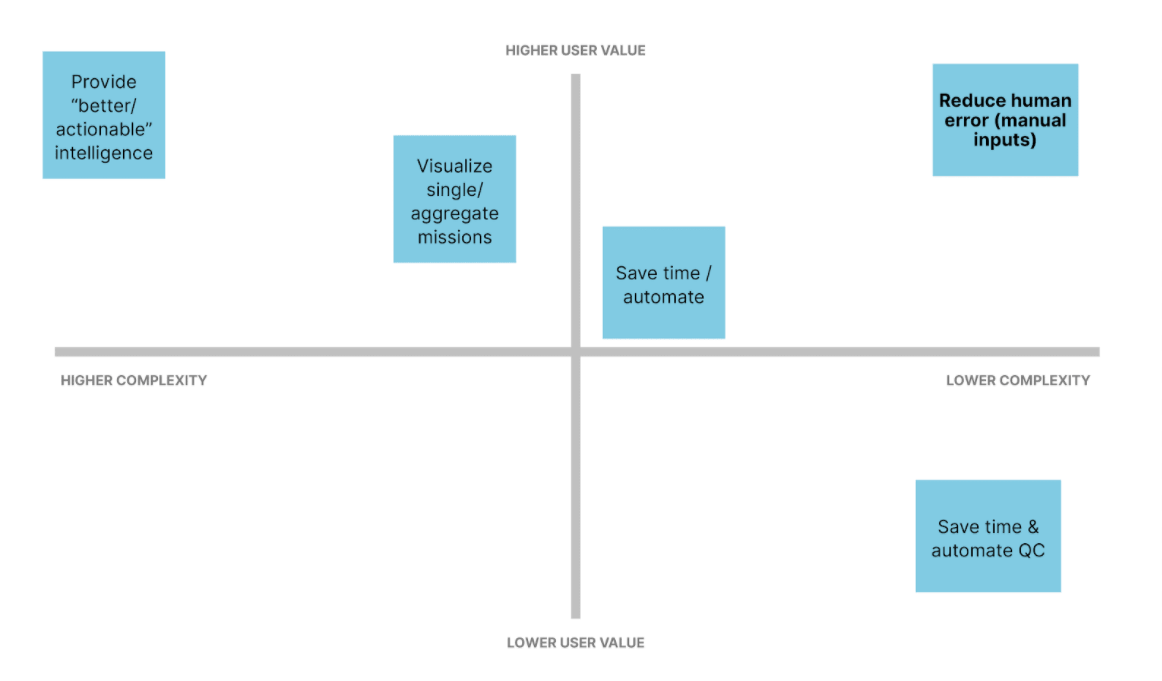 HIGHER USER VALUE
Provide
“better/
actionable”
intelligence
Visualize
single/
aggregate
missions
Reduce human
error (manual
inputs)
Save time /
automate
HIGHER COMPLEXITY
LOWER COMPLEXITY
Save time &
automate QC
LOWER USER VALUE